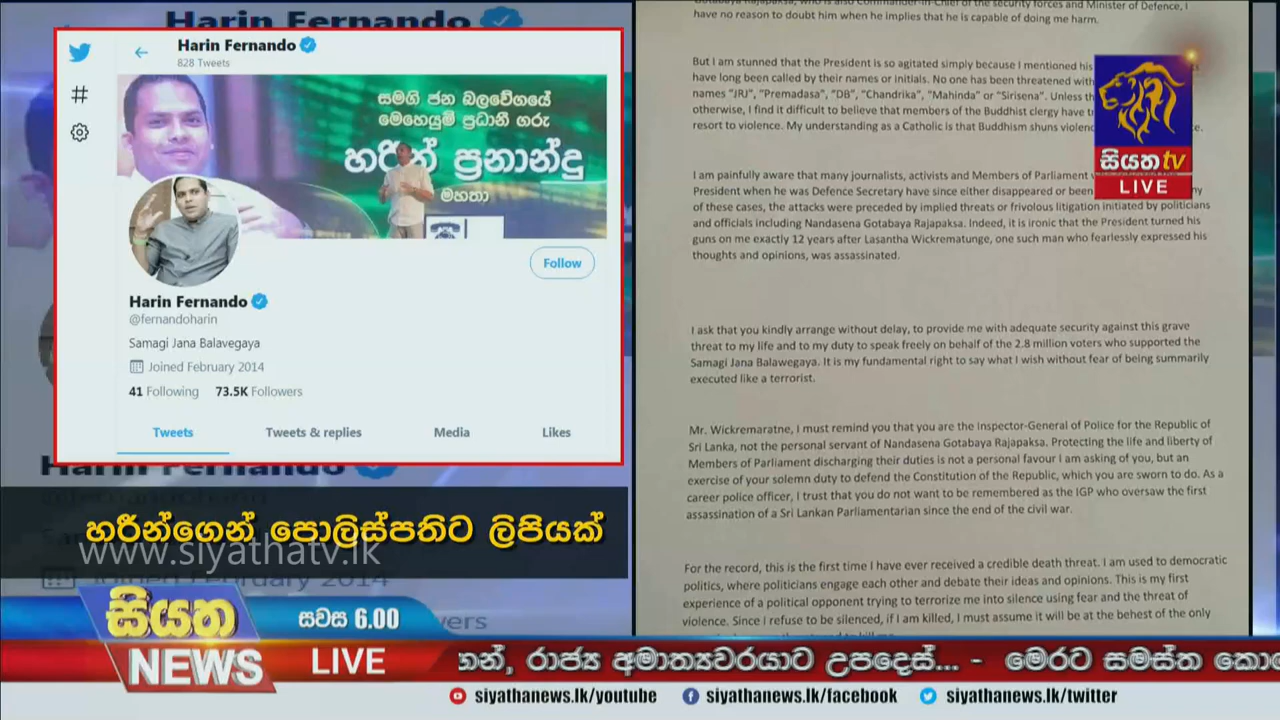 Harin Fernando
828 Tweets
සමගි ජන බලවේගයේ
මෙහෙයුම් ප්‍රධානී ගරු
හරින් ප්‍රනාන්දු
මහතා
Follow
Harin Fernando
@fernandoharin
Samagi Jana Balavegaya
Joined February 2014
41 Following 73.5K Followers
Tweets Tweets & replies Media Likes
හරීන්ගෙන් පොලිස්පතිට ලිපියක්
www.siyathatv.lk
have no reason to doubt him when he implies that he is capable of doing me harm.
But I am stunned that the President is so agitated simply because I mentioned his
have long been called by their names or initials. No one has been threatened with
names "JRJ", "Premadasa", "DB", "Chandrika", "Mahinda" or "Sirisena". Unless
otherwise, I find it difficult to believe that members of the Buddhist clergy have
resort to violence. My understanding as a Catholic is that Buddhism shuns
I am painfully aware that many journalists, activists and Members of Parliament
President when he was Defence Secretary have since either disappeared or been
of these cases, the attacks were preceded by implied threats or frivolous litigation initiated by politicians
and officials including Nandasena Gotabaya Rajapaksa. Indeed, it is ironic that the President turned his
guns on me exactly 12 years after Lasantha Wickrematunge, one such man who fearlessly expressed his
thoughts and opinions, was assassinated.
I ask that you kindly arrange without delay, to provide me with adequate security against this grave
threat to my life and to my duty to speak freely on behalf of the 2.8 million voters who supported the
Samagi Jana Balawegaya. It is my fundamental right to say what I wish without fear of being summarily
executed like a terrorist.
Mr. Wickremaratne, I must remind you that you are the Inspector-General of Police for the Republic of
Sri Lanka, not the personal servant of Nandasena Gotabaya Rajapaksa. Protecting the life and liberty of
Members of Parliament discharging their duties is not a personal favour I am asking of you, but an
exercise of your solemn duty to defend the Constitution of the Republic, which you are sworn to do. As a
career police officer, I trust that you do not want to be remembered as the IGP who oversaw the first
assassination of a Sri Lankan Parliamentarian since the end of the civil war.
For the record, this is the first time I have ever received a credible death threat. I am used to democratic
politics, where politicians engage each other and debate their ideas and opinions. This is my first
experience of a political opponent trying to terrorize me into silence using fear and the threat of
violence. Since I refuse to be silenced, if I am killed, I must assume it will be at the behest of the only
සියත tv
LIVE
සියත
NEWS
සවස 6.00
LIVE
රාජ්‍ය අමාත්‍යවරයාට උපදෙස්... - මෙරට සමස්ත
siyathanews.lk/youtube siyathanews.lk/facebook siyathanews.lk/twitter